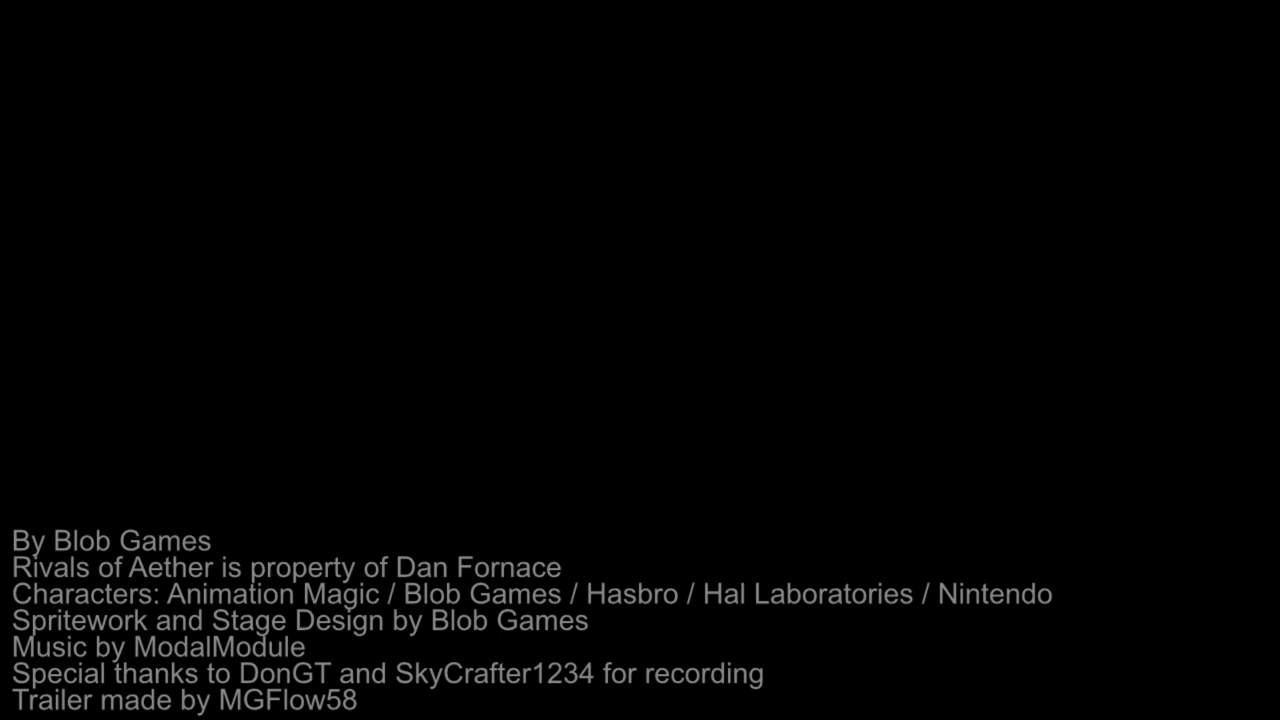 By Blob Games
Rivals of Aether is property of Dan Fornace
Characters: Animation Magic / Blob Games / Hasbro / Hal Laboratories / Nintendo
Spritework and Stage Design by Blob Games
Music by ModalModule
Special thanks to DonGT and SkyCrafter1234 for recording
Trailer made by MGFlow58